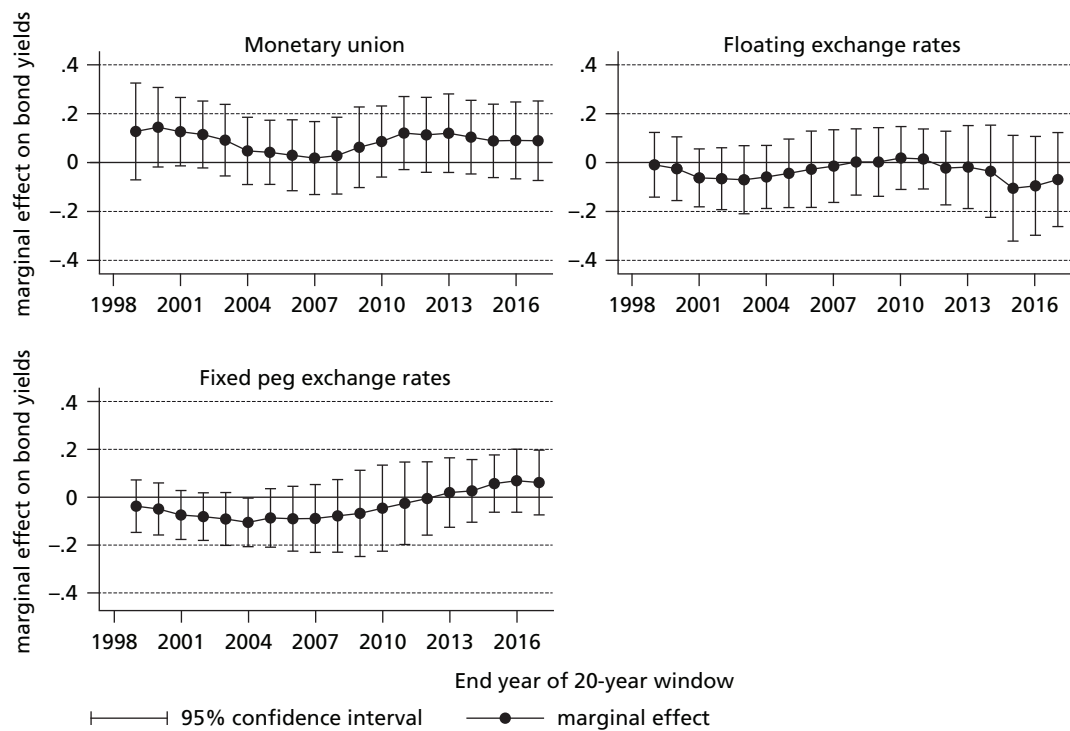 Monetary union
Floating exchange rates
marginal effect on bond yields
.4
.2
0
–.2
–.4
1998 2001 2004 2007 2010 2013 2016
.4
.2
0
–.2
–.4
1998 2001 2004 2007 2010 2013 2016
Fixed peg exchange rates
marginal effect on bond yields
.4
.2
0
–.2
–.4
1998 2001 2004 2007 2010 2013 2016
End year of 20-year window
95% confidence interval
marginal effect